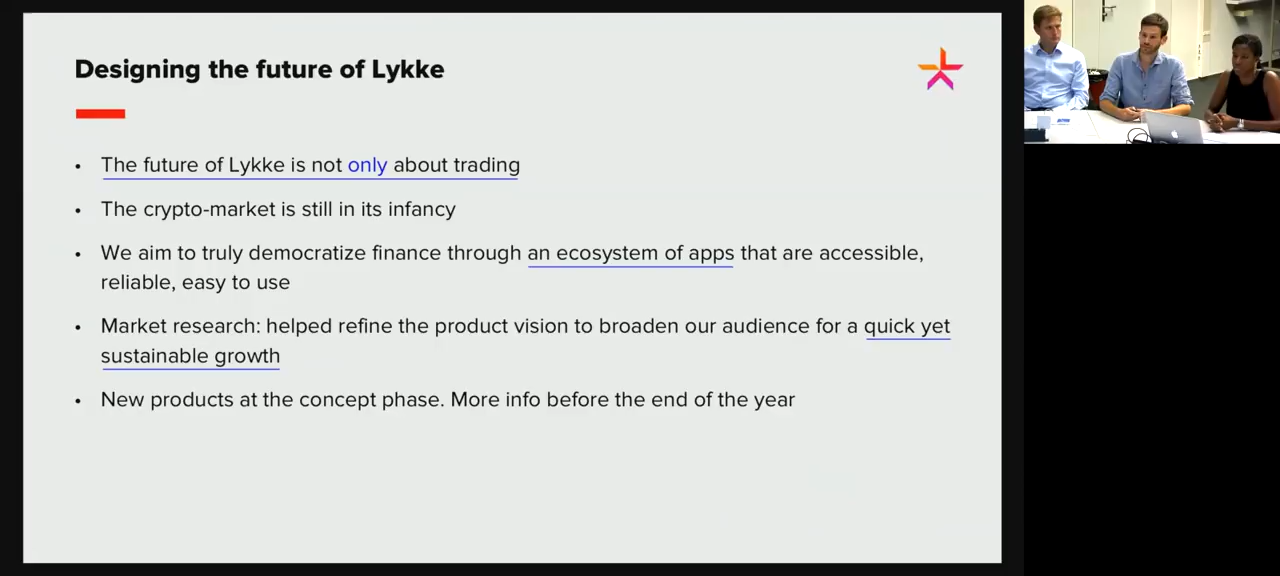 Designing the future of Lykke
• The future of Lykke is not only about trading
• The crypto-market is still in its infancy
• We aim to truly democratize finance through an ecosystem of apps that are accessible,
reliable, easy to use
• Market research: helped refine the product vision to broaden our audience for a quick yet
sustainable growth
• New products at the concept phase. More info before the end of the year